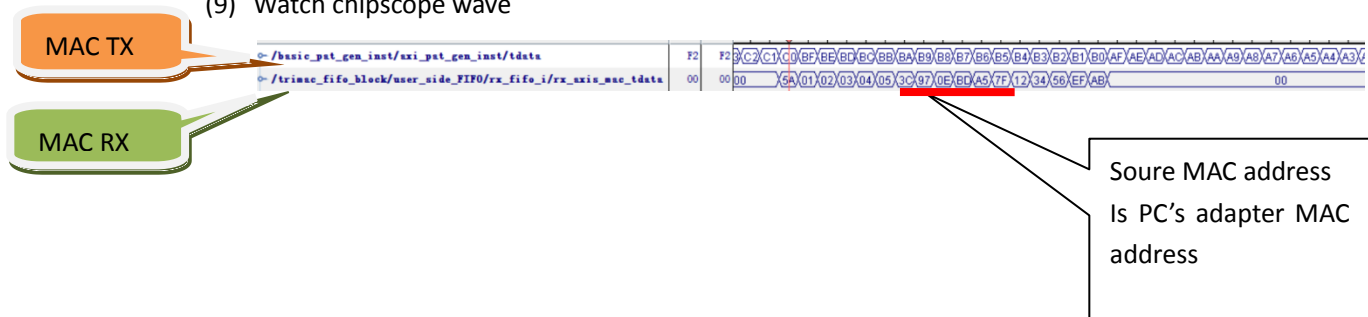 (9) Watch chipscope wave
MAC TX
/basic_pat_gen_inst/axi_pat_gen_inst/tdata F2 F2 3 C2 C1 C0 BF BE BD BC BB BA B9 B8 B7 B6 B5 B4 B3 B2 B1 B0 AF AE AD AC AB AA A9 A8 A7 A6 A5 A4 A3
/trimac_fifo_block/user_side_FIFO/rx_fifo_i/rx_axis_mac_tdata 00 00 00 5A 01 02 03 04 05 3C 97 0E BD A5 7F 12 34 56 EF AB 00
MAC RX
Soure MAC address
Is PC's adapter MAC
address